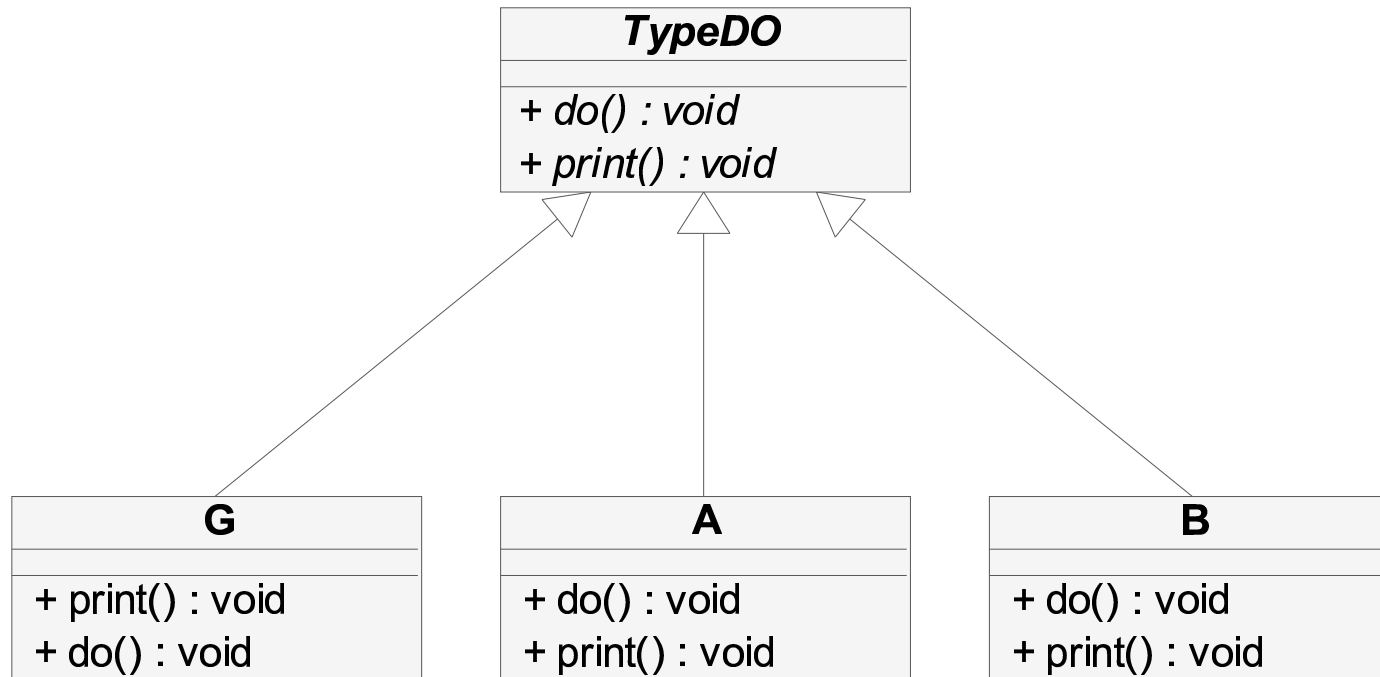 TypeDO
+ do() : void
+ print() : void
G
+ print() : void
+ do() : void
A
+ do() : void
+ print() : void
B
+ do() : void
+ print() : void